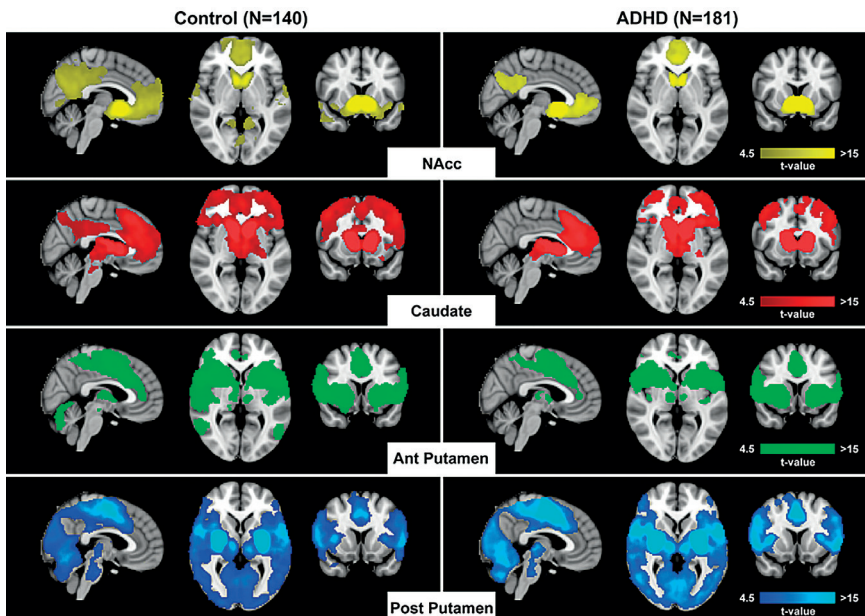 Control (N=140)
ADHD (N=181)
NAcc
4.5 >15
t-value
Caudate
4.5 >15
t-value
Ant Putamen
4.5 >15
t-value
Post Putamen
4.5 >15
t-value